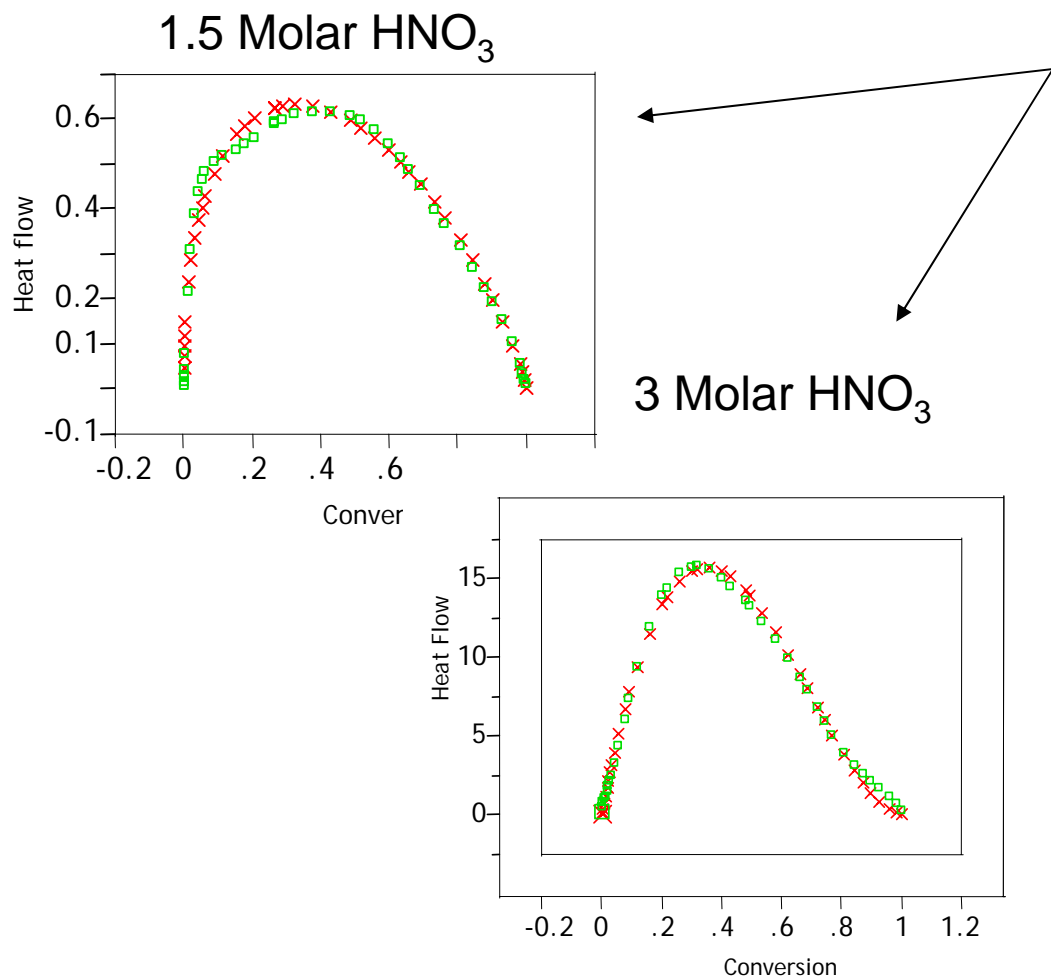 1.5 Molar HNO₃
Heat flow
0.6
0.4
0.2
0.1
-0.1
-0.2 0 .2 .4 .6
Conver
3 Molar HNO₃
Heat Flow
15
10
5
0
-0.2 0 .2 .4 .6 .8 1 1.2
Conversion